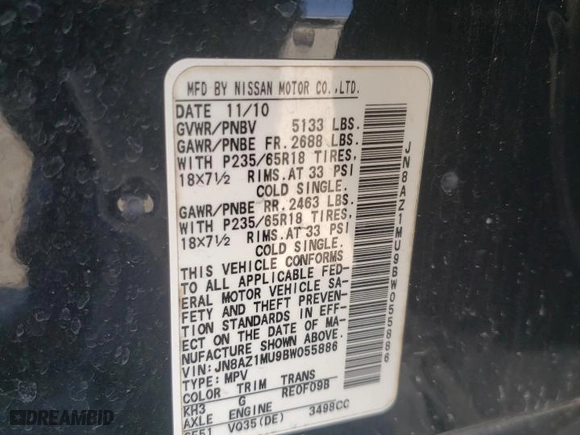 MFD BY NISSAN MOTOR CO.,LTD.
DATE 11/10
GVWR/PNBV 5133 LBS.
GAWR/PNBE FR. 2688 LBS.
WITH P235/65R18 TIRES,
18X7½ RIMS. AT 33 PSI
COLD SINGLE.
GAWR/PNBE RR. 2463 LBS.
WITH P235/65R18 TIRES,
18X7½ RIMS. AT 33 PSI
COLD SINGLE.
THIS VEHICLE CONFORMS
TO ALL APPLICABLE FED-
ERAL MOTOR VEHICLE SA-
FETY AND THEFT PREVEN-
TION STANDARDS IN EFF-
ECT ON THE DATE OF MA-
NUFACTURE SHOWN ABOVE.
VIN: JN8AZ1MU9BW055886
TYPE: MPV
COLOR TRIM TRANS
KH3 G RE0F09B
AXLE ENGINE
VQ35(DE) 3498CC
JN8AZ1MU9BW055886
DREAMBID